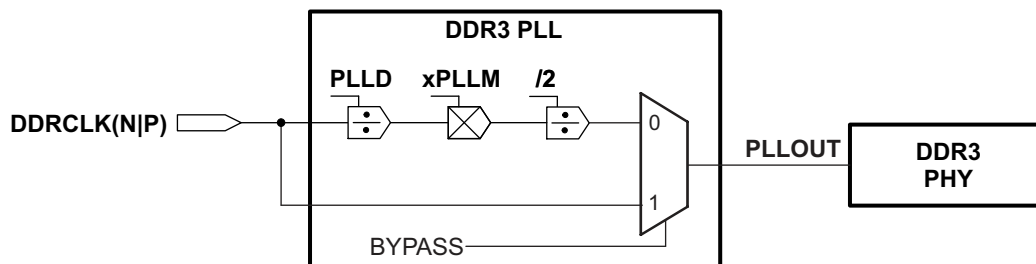 DDR3 PLL
PLLD
xPLLM
/2
DDRCLK(N|P)
0
PLLOUT
DDR3
PHY
1
BYPASS